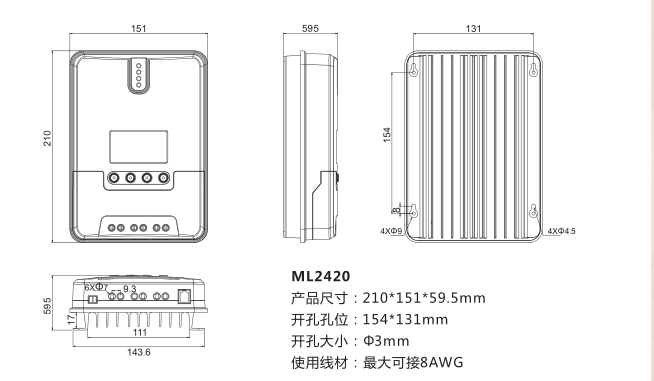 151
595
131
210
154
8
4XΦ9
4XΦ4.5
595
6XΦ7
9.3
17
111
143.6
ML2420
产品尺寸：210*151*59.5mm
开孔孔位：154*131mm
开孔大小：Φ3mm
使用线材：最大可接8AWG